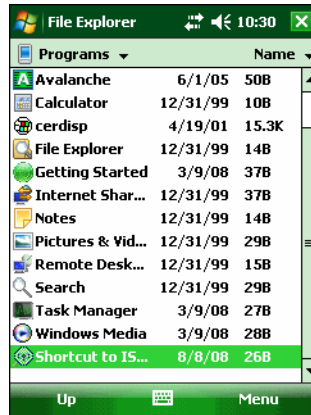 File Explorer 10:30
Programs Name
Avalanche 6/1/05 50B
Calculator 12/31/99 10B
cerdisp 4/19/01 15.3K
File Explorer 12/31/99 14B
Getting Started 3/9/08 37B
Internet Shar... 12/31/99 37B
Notes 12/31/99 14B
Pictures & Vid... 12/31/99 29B
Remote Desk... 12/31/99 15B
Search 12/31/99 29B
Task Manager 3/9/08 27B
Windows Media 3/9/08 28B
Shortcut to IS... 8/8/08 26B
Up Menu